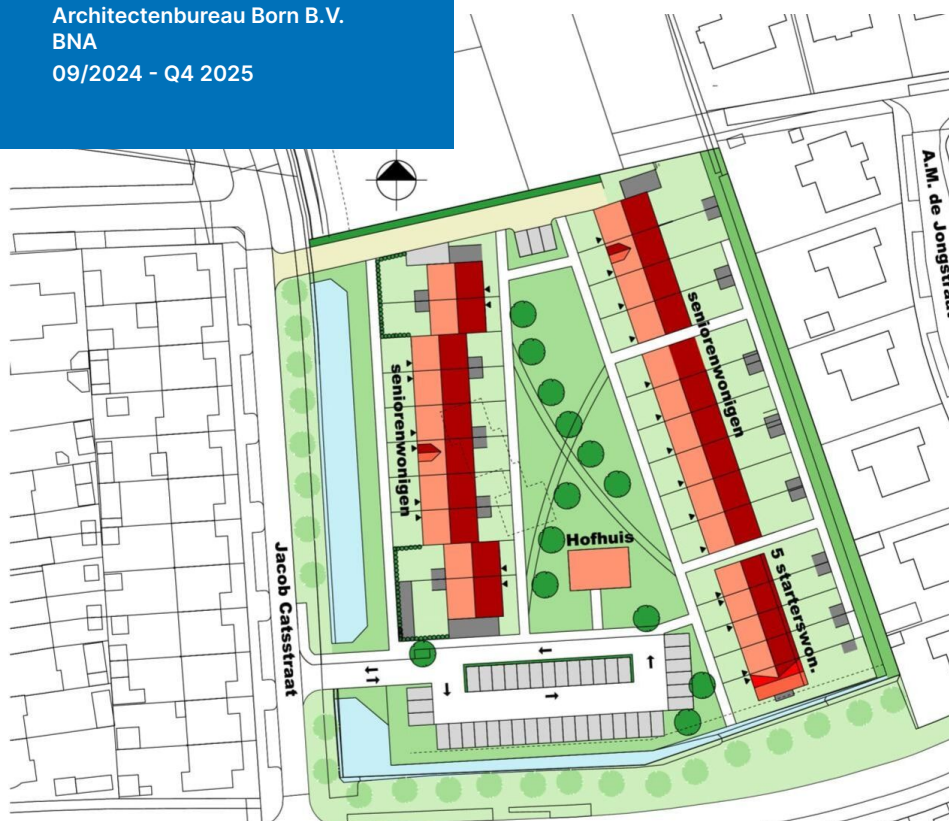 Architectenbureau Born B.V.
BNA
09/2024 - Q4 2025
A.M. de Jongstraat
seniorenwonigen
seniorenwonigen
Hofhuis
5 starterswon.
Jacob Catsstraat